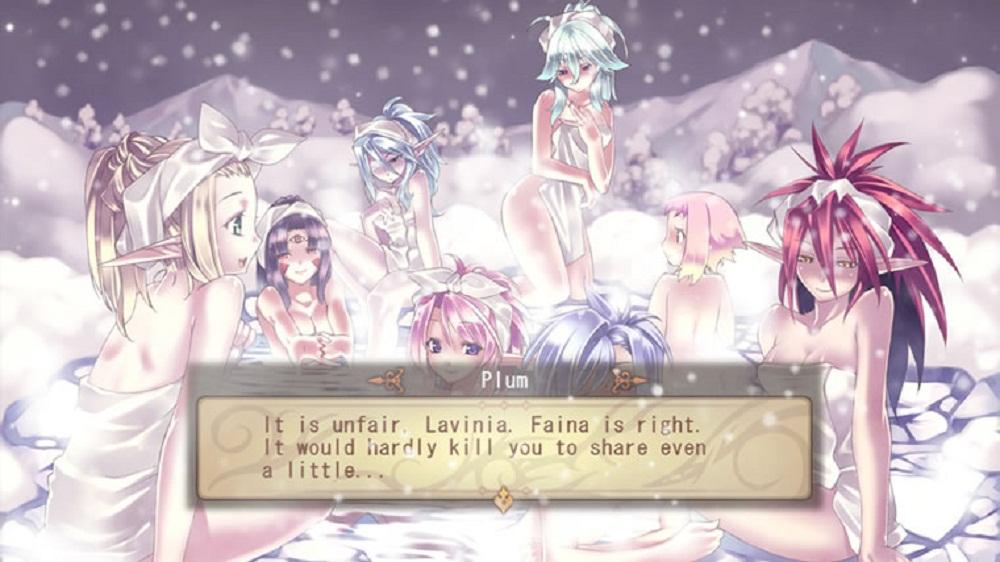 Plum
It is unfair, Lavinia. Faina is right.
It would hardly kill you to share even
a little...